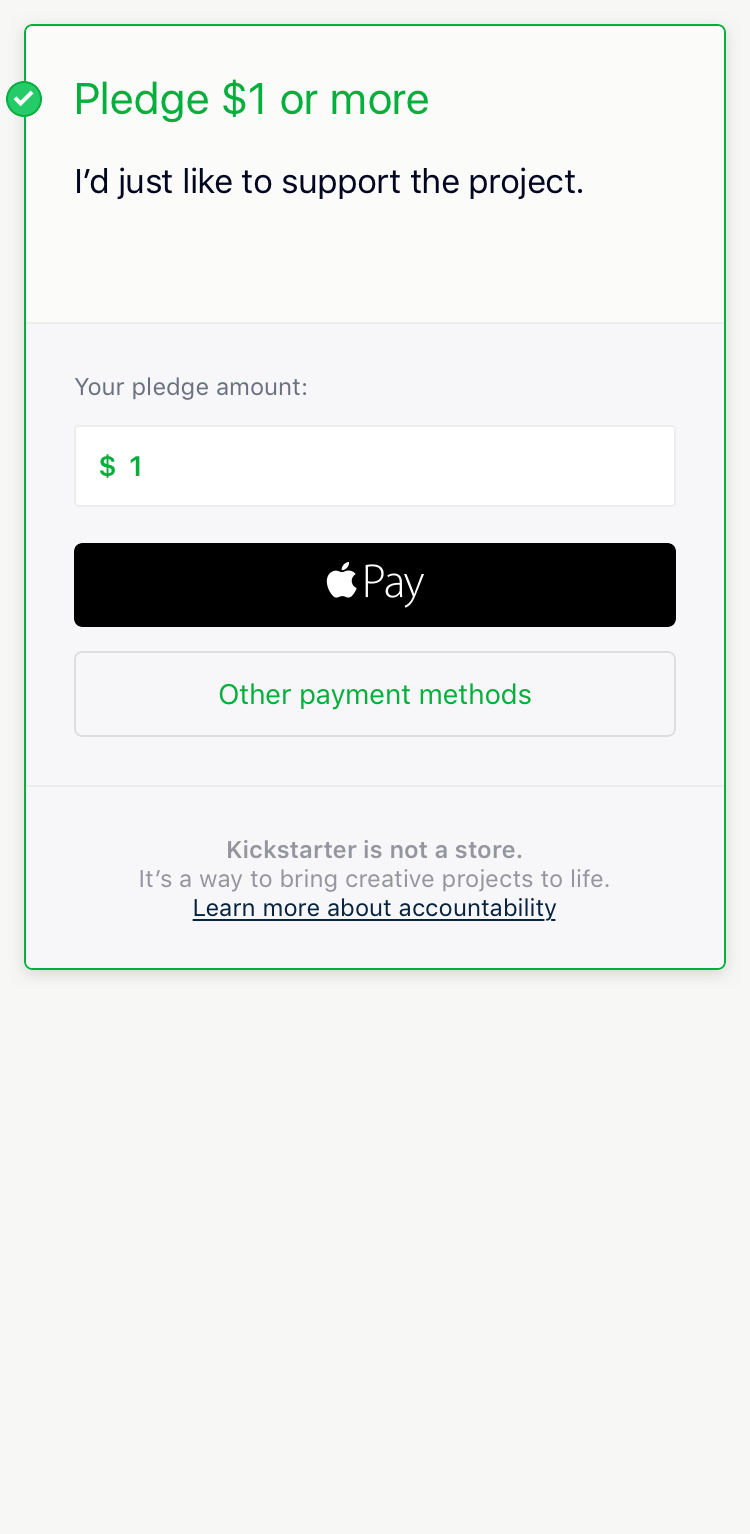 Pledge $1 or more
I’d just like to support the project.
Your pledge amount:
$ 1
Pay
Other payment methods
Kickstarter is not a store.
It’s a way to bring creative projects to life.
Learn more about accountability